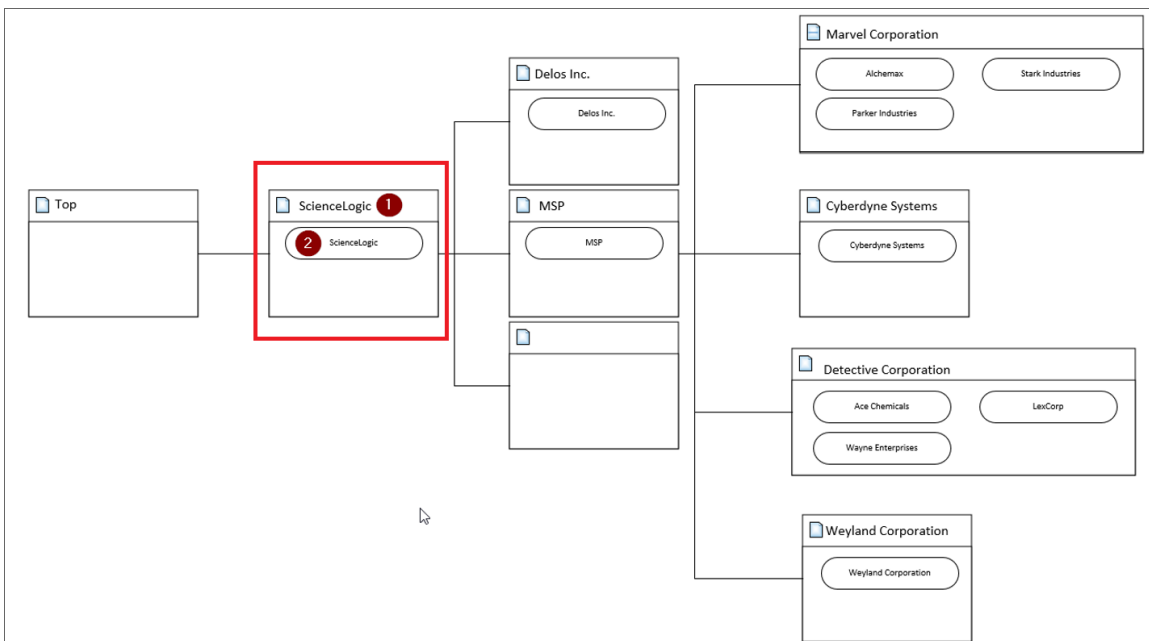 Top
ScienceLogic 1
2 ScienceLogic
Delos Inc.
Delos Inc.
MSP
MSP
Marvel Corporation
Alchemax
Stark Industries
Parker Industries
Cyberdyne Systems
Cyberdyne Systems
Detective Corporation
Ace Chemicals
LexCorp
Wayne Enterprises
Weyland Corporation
Weyland Corporation